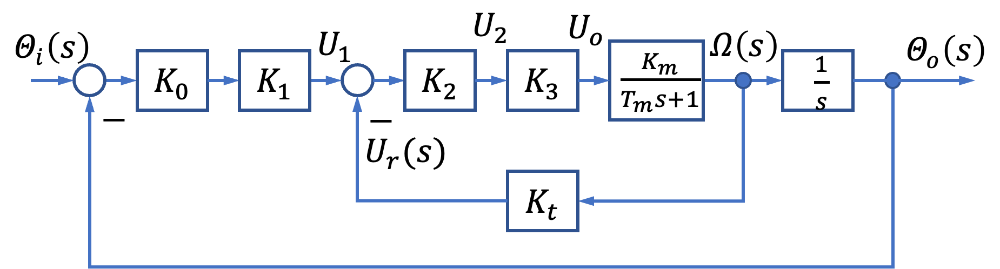 Θᵢ(s)
K₀
K₁
U₁
K₂
U₂
K₃
Uₒ
Kₘ
Tₘs+1
Ω(s)
1
s
Θₒ(s)
−
−
Uᵣ(s)
Kₜ